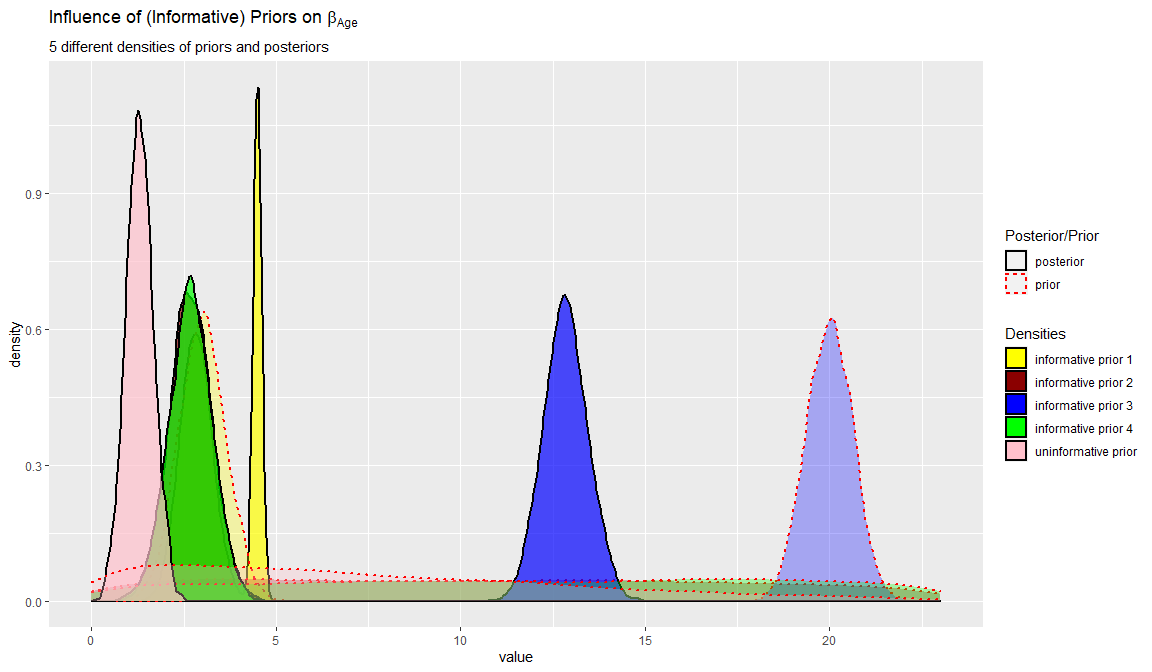 Influence of (Informative) Priors on βAge
5 different densities of priors and posteriors
density
0.9
0.6
0.3
0.0
0
5
10
15
20
value
Posterior/Prior
posterior
prior
Densities
informative prior 1
informative prior 2
informative prior 3
informative prior 4
uninformative prior